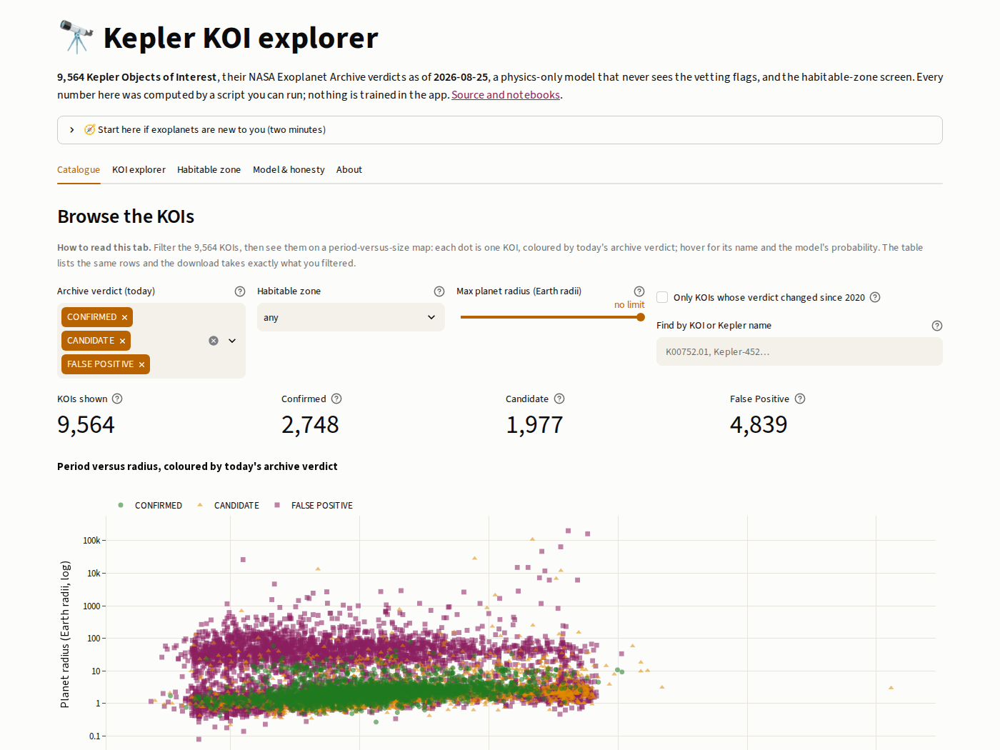 Kepler KOI explorer
9,564 Kepler Objects of Interest, their NASA Exoplanet Archive verdicts as of 2026-08-25, a physics-only model that never sees the vetting flags, and the habitable-zone screen. Every
number here was computed by a script you can run; nothing is trained in the app. Source and notebooks.
Start here if exoplanets are new to you (two minutes)
Catalogue KOI explorer Habitable zone Model & honesty About
Browse the KOIs
How to read this tab. Filter the 9,564 KOIs, then see them on a period-versus-size map: each dot is one KOI, coloured by today's archive verdict; hover for its name and the model's probability. The table
lists the same rows and the download takes exactly what you filtered.
Archive verdict (today) Habitable zone Max planet radius (Earth radii)
Only KOIs whose verdict changed since 2020
no limit
CONFIRMED
any
CANDIDATE
FALSE POSITIVE
Find by KOI or Kepler name
K00752.01, Kepler-452...
KOIs shown Confirmed Candidate False Positive
9,564 2,748 1,977 4,839
Period versus radius, coloured by today's archive verdict
CONFIRMED CANDIDATE FALSE POSITIVE
Planet radius (Earth radii, log)
100k
10k
1000
100
10
1
0.1